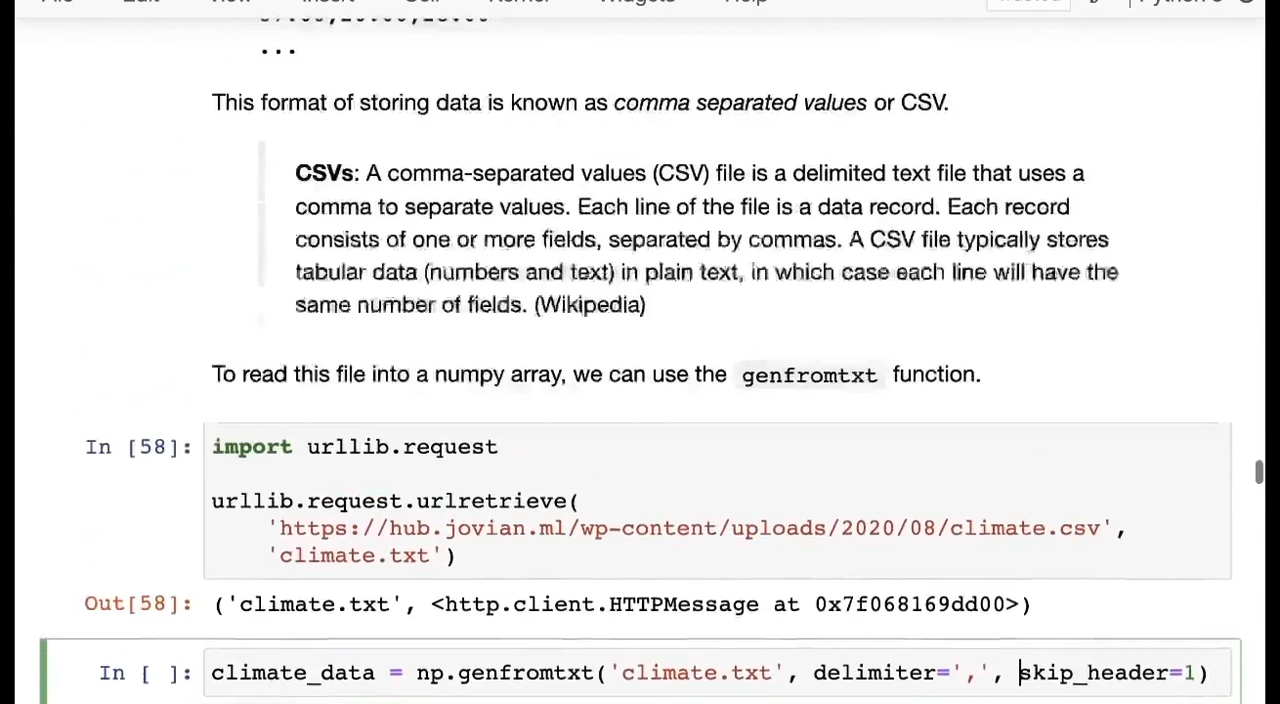 ...
This format of storing data is known as comma separated values or CSV.
CSVs: A comma-separated values (CSV) file is a delimited text file that uses a
comma to separate values. Each line of the file is a data record. Each record
consists of one or more fields, separated by commas. A CSV file typically stores
tabular data (numbers and text) in plain text, in which case each line will have the
same number of fields. (Wikipedia)
To read this file into a numpy array, we can use the genfromtxt function.
In [58]: import urllib.request
urllib.request.urlretrieve(
'https://hub.jovian.ml/wp-content/uploads/2020/08/climate.csv',
'climate.txt')
Out[58]: ('climate.txt', <http.client.HTTPMessage at 0x7f068169dd00>)
In [ ]: climate_data = np.genfromtxt('climate.txt', delimiter=',', skip_header=1)